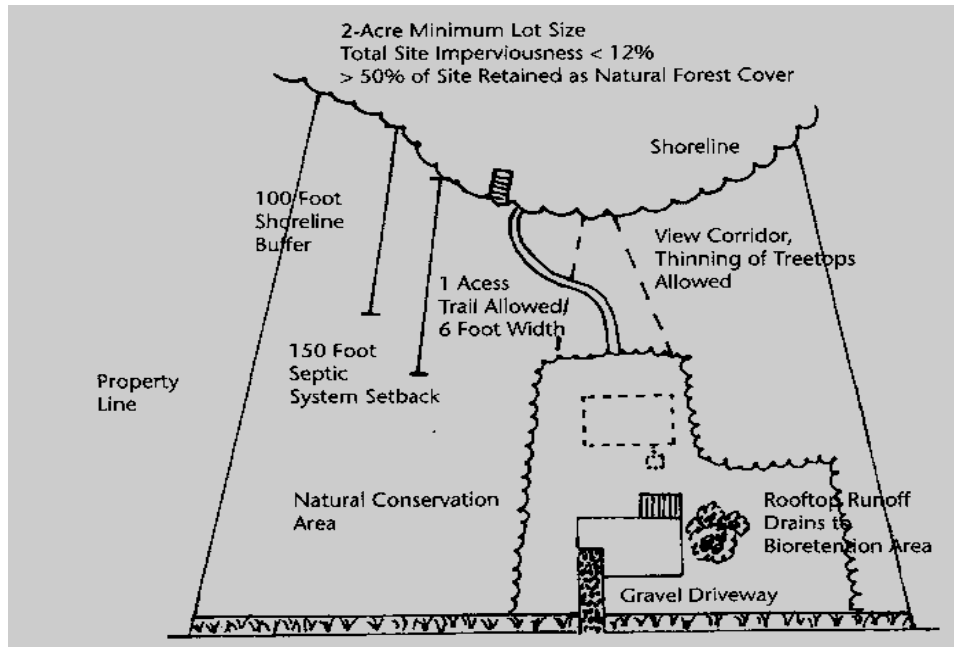 2-Acre Minimum Lot Size
Total Site Imperviousness < 12%
> 50% of Site Retained as Natural Forest Cover
Shoreline
100 Foot
Shoreline
Buffer
View Corridor,
Thinning of Treetops
Allowed
1 Acess
Trail Allowed/
6 Foot Width
150 Foot
Septic
System Setback
Property
Line
Natural Conservation
Area
Rooftop Runoff
Drains to
Bioretention Area
Gravel Driveway